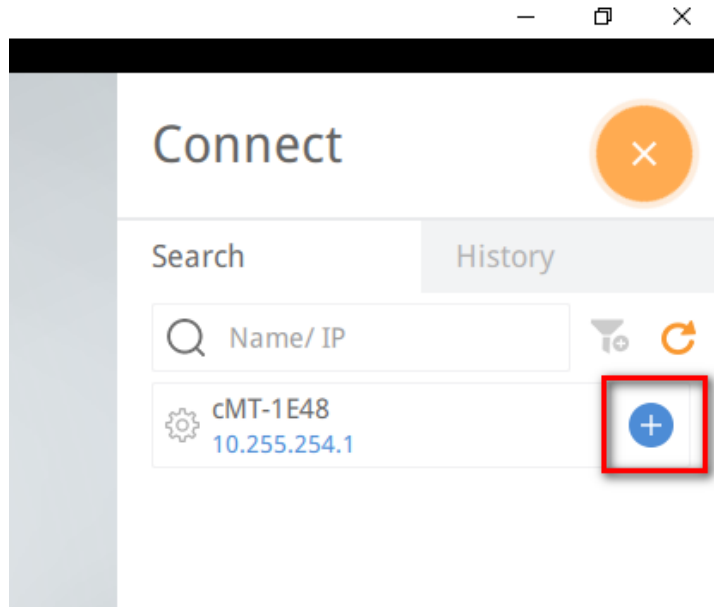 Connect
Search
History
Name/ IP
cMT-1E48
10.255.254.1